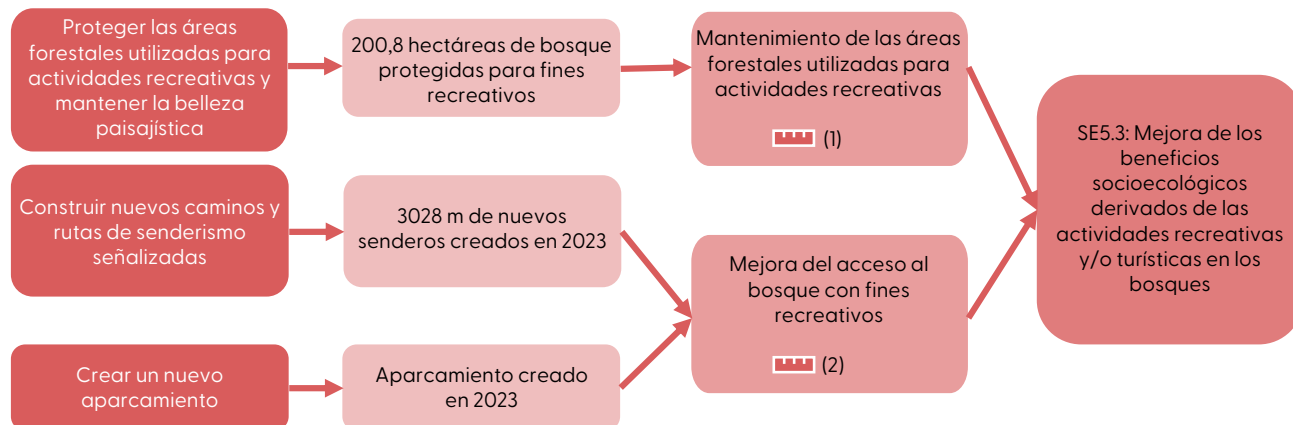 Proteger las áreas
forestales utilizadas para
actividades recreativas y
mantener la belleza
paisajística
200,8 hectáreas de bosque
protegidas para fines
recreativos
Mantenimiento de las áreas
forestales utilizadas para
actividades recreativas
(1)
Construir nuevos caminos y
rutas de senderismo
señalizadas
3028 m de nuevos
senderos creados en 2023
Crear un nuevo
aparcamiento
Aparcamiento creado
en 2023
Mejora del acceso al
bosque con fines
recreativos
(2)
SE5.3: Mejora de los
beneficios
socioecológicos
derivados de las
actividades recreativas
y/o turísticas en los
bosques